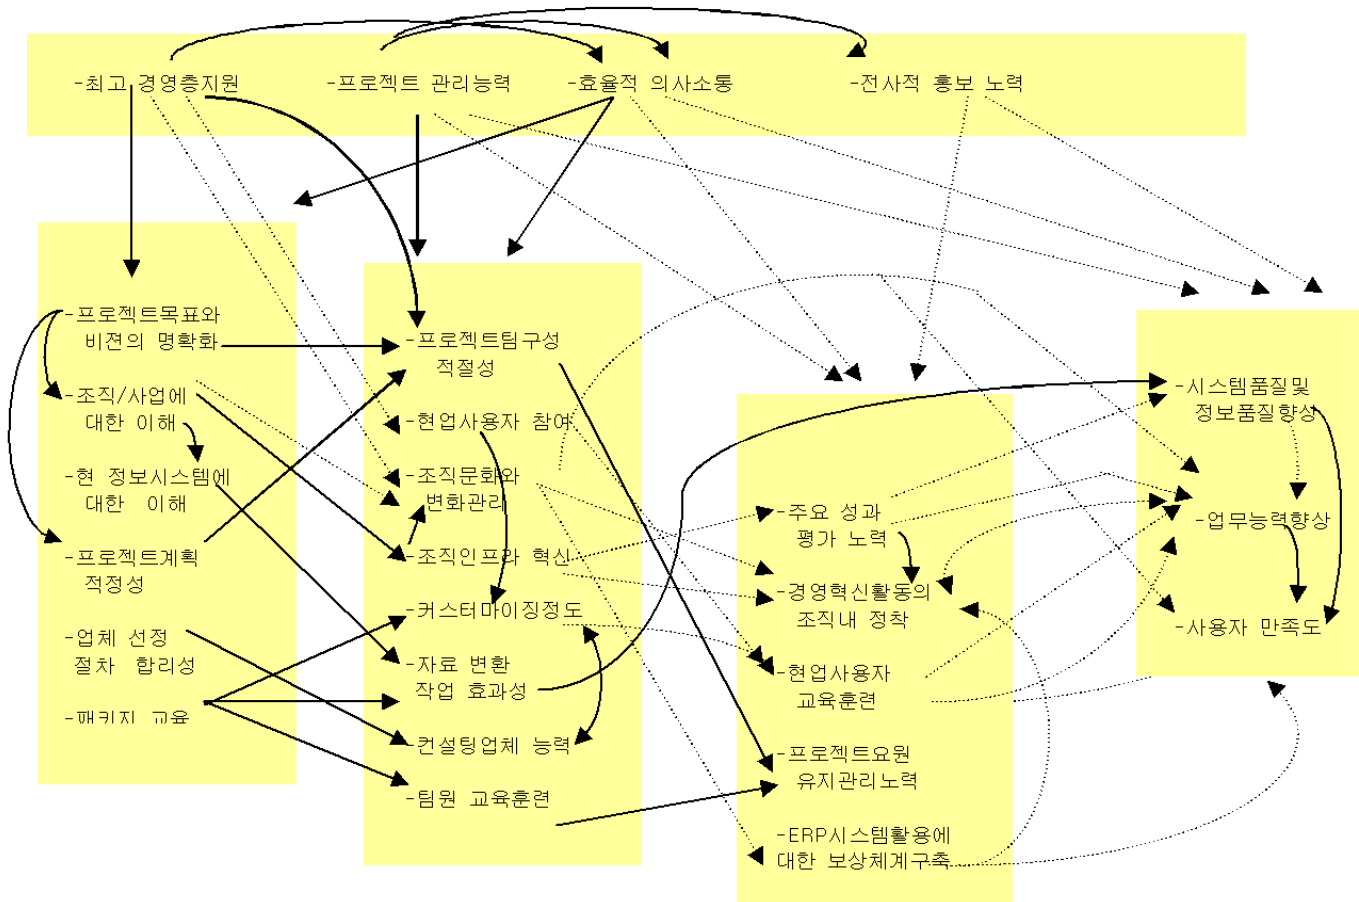 -최고 경영층지원
-프로젝트 관리능력
-효율적 의사소통
-전사적 홍보 노력
-프로젝트목표와
비젼의 명확화
-조직/사업에
대한 이해
-현 정보시스템에
대한 이해
-프로젝트계획
적정성
-업체 선정
절차 합리성
-패키지 교육
-프로젝트팀구성
적절성
-현업사용자 참여
-조직문화와
변화관리
-조직인프라 혁신
-커스터마이징정도
-자료 변환
작업 효과성
-컨설팅업체 능력
-팀원 교육훈련
-주요 성과
평가 노력
-경영혁신활동의
조직내 정착
-현업사용자
교육훈련
-프로젝트요원
유지관리노력
-ERP시스템활용에
대한 보상체계구축
-시스템품질및
정보품질향상
-업무능력향상
-사용자 만족도